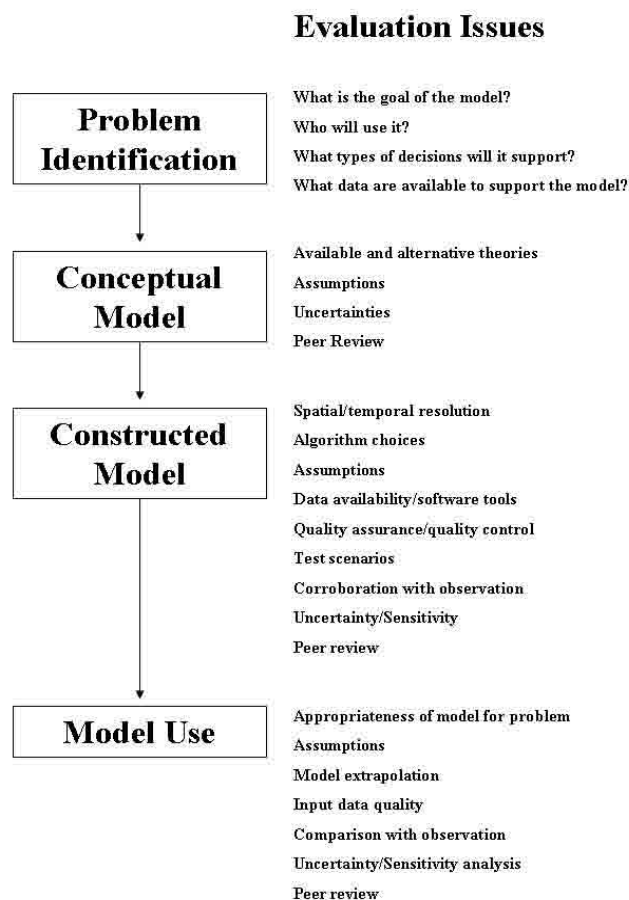 Evaluation Issues
Problem
Identification
What is the goal of the model?
Who will use it?
What types of decisions will it support?
What data are available to support the model?
Conceptual
Model
Available and alternative theories
Assumptions
Uncertainties
Peer Review
Constructed
Model
Spatial/temporal resolution
Algorithm choices
Assumptions
Data availability/software tools
Quality assurance/quality control
Test scenarios
Corroboration with observation
Uncertainty/Sensitivity
Peer review
Model Use
Appropriateness of model for problem
Assumptions
Model extrapolation
Input data quality
Comparison with observation
Uncertainty/Sensitivity analysis
Peer review